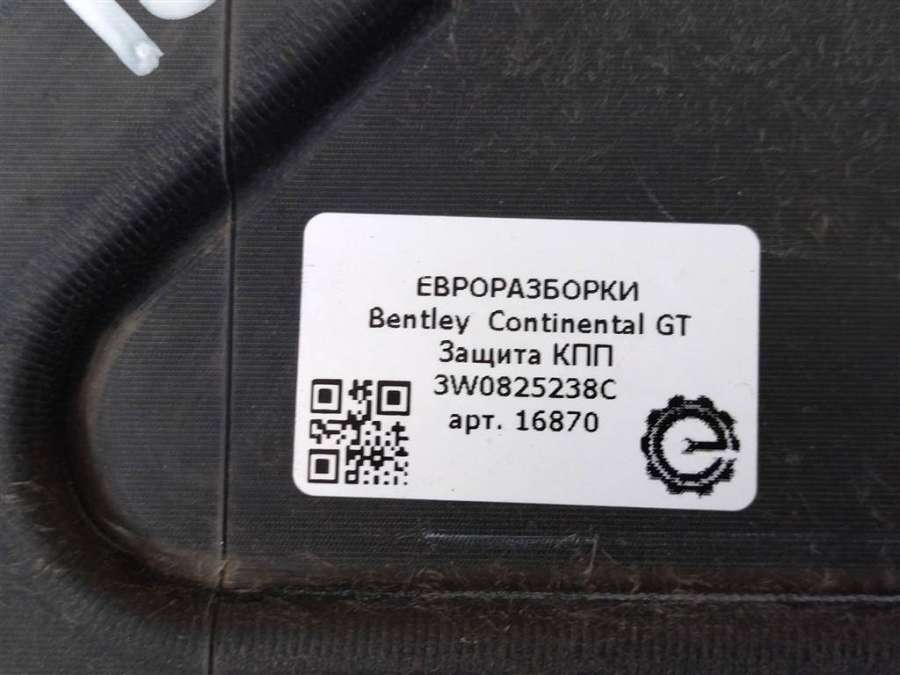 ЕВРОРАЗБОРКИ
Bentley Continental GT
Защита КПП
3W0825238C
арт. 16870